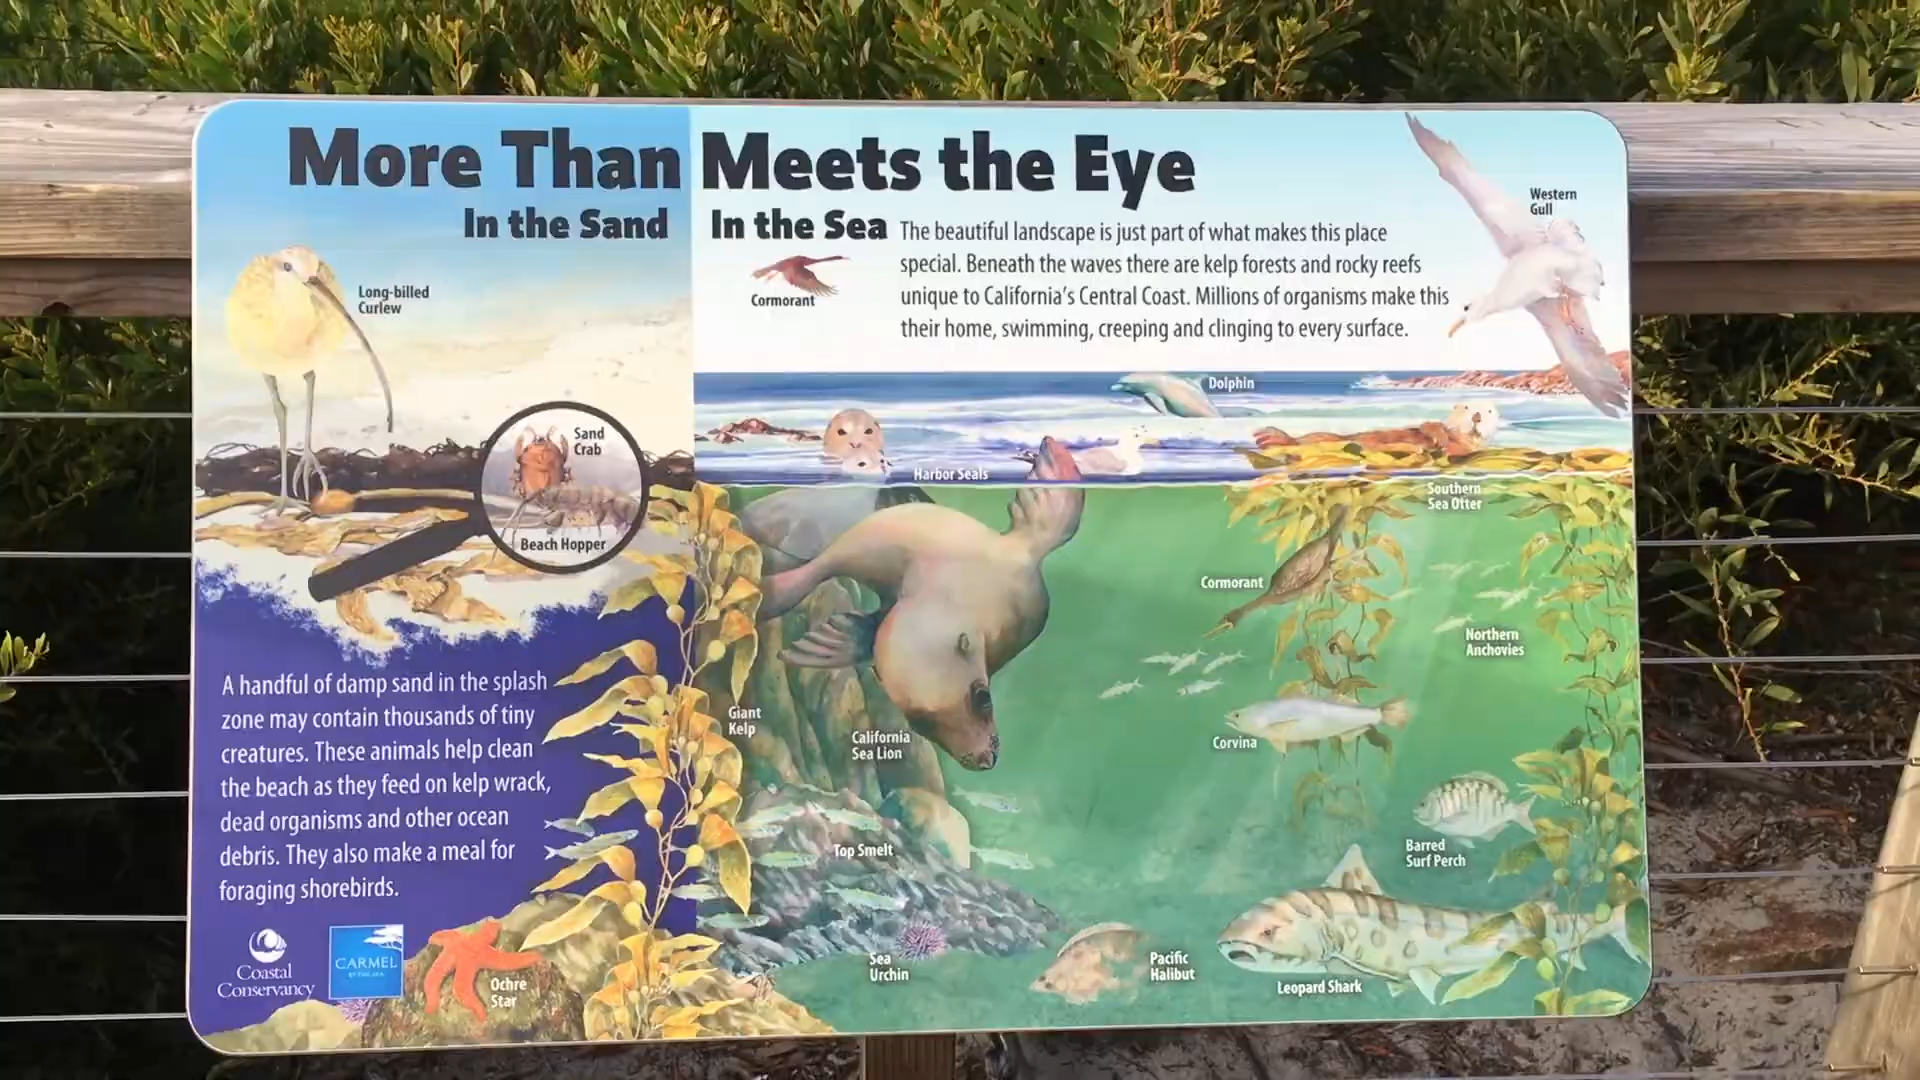 More Than Meets the Eye
In the Sand
Long-billed
Curlew
Sand
Crab
Beach Hopper
A handful of damp sand in the splash
zone may contain thousands of tiny
creatures. These animals help clean
the beach as they feed on kelp wrack,
dead organisms and other ocean
debris. They also make a meal for
foraging shorebirds.
Coastal
Conservancy
CARMEL
BY-THE-SEA
Ochre
Star
In the Sea
The beautiful landscape is just part of what makes this place
special. Beneath the waves there are kelp forests and rocky reefs
unique to California's Central Coast. Millions of organisms make this
their home, swimming, creeping and clinging to every surface.
Cormorant
Western
Gull
Dolphin
Harbor Seals
Southern
Sea Otter
Cormorant
Northern
Anchovies
Giant
Kelp
California
Sea Lion
Corvina
Top Smelt
Barred
Surf Perch
Sea
Urchin
Pacific
Halibut
Leopard Shark